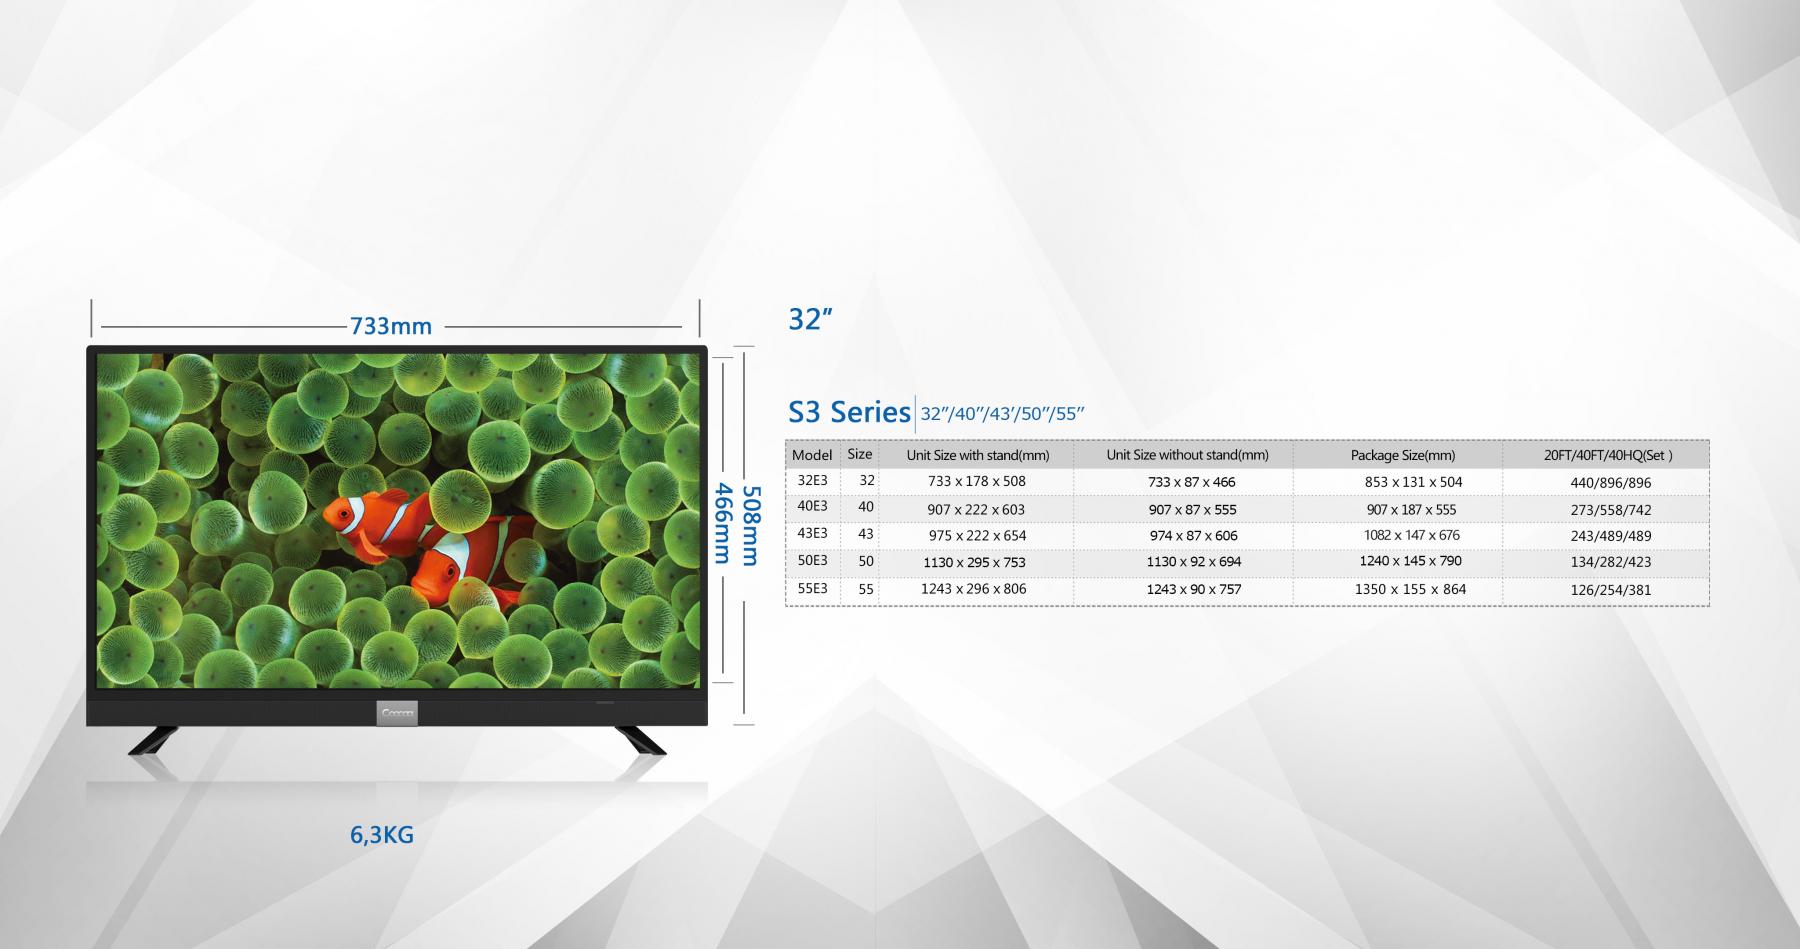 733mm
466mm
508mm
6,3KG
32"
S3 Series 32"/40"/43'/50"/55"
Model Size Unit Size with stand(mm) Unit Size without stand(mm) Package Size(mm) 20FT/40FT/40HQ(Set )
32E3 32 733 x 178 x 508 733 x 87 x 466 853 x 131 x 504 440/896/896
40E3 40 907 x 222 x 603 907 x 87 x 555 907 x 187 x 555 273/558/742
43E3 43 975 x 222 x 654 974 x 87 x 606 1082 x 147 x 676 243/489/489
50E3 50 1130 x 295 x 753 1130 x 92 x 694 1240 x 145 x 790 134/282/423
55E3 55 1243 x 296 x 806 1243 x 90 x 757 1350 x 155 x 864 126/254/381